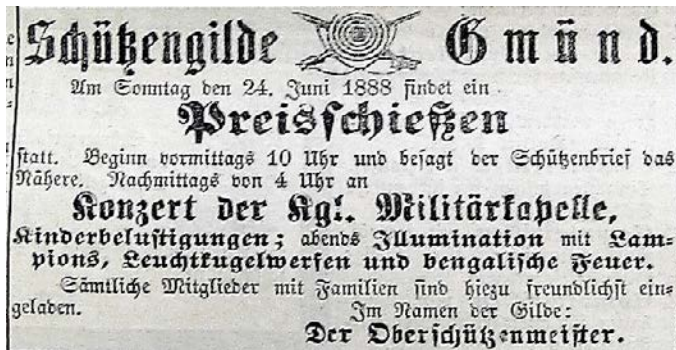 Schützengilde Gmünd.
Am Sonntag den 24. Juni 1888 findet ein
Preisschießen
statt. Beginn vormittags 10 Uhr und besagt der Schützenbrief das
Nähere. Nachmittags von 4 Uhr an
Konzert der Kgl. Militärkapelle,
Kinderbelustigungen; abends Illumination mit Lam-
pions, Leuchtkugelwerfen und bengalische Feuer.
Sämtliche Mitglieder mit Familien sind hiezu freundlichst ein-
geladen. Im Namen der Gilde:
Der Oberschützenmeister.